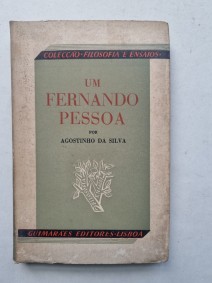 COLECÇÃO·FILOSOFIA E ENSAIOS·
UM
FERNANDO
PESSOA
POR
AGOSTINHO DA SILVA
GUIMARÃES EDITORES·LISBOA